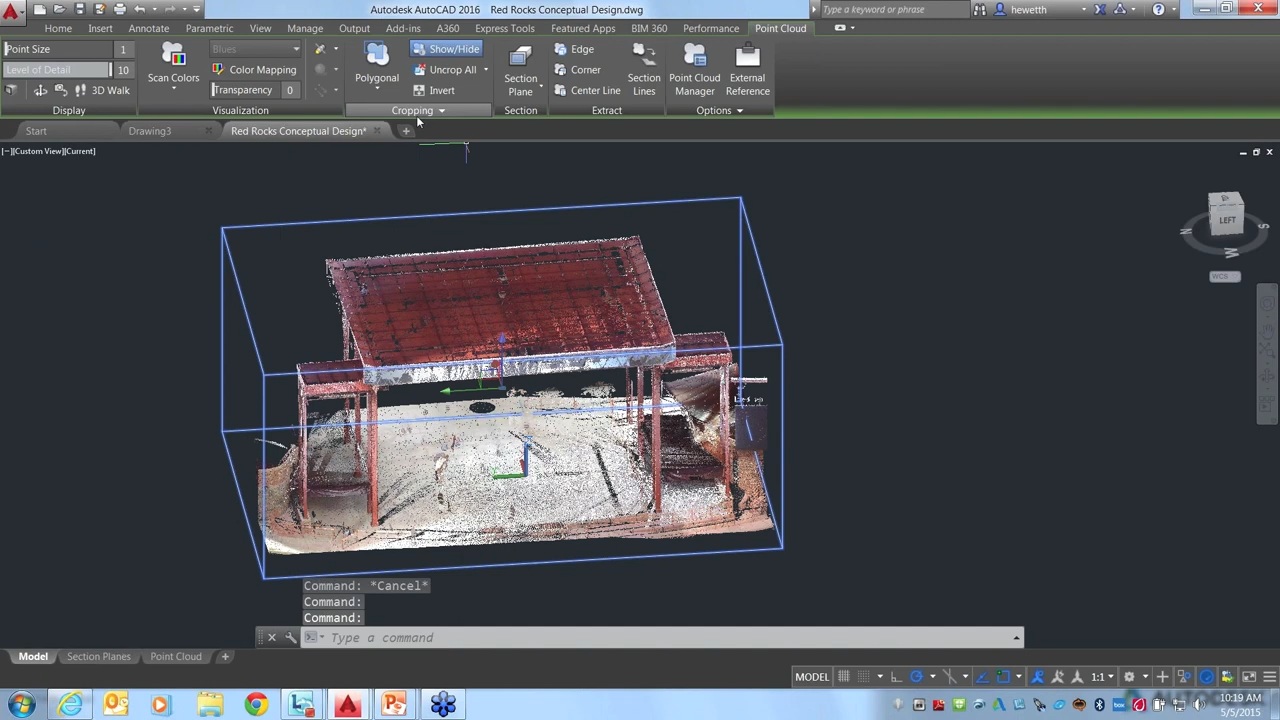 Autodesk AutoCAD 2016 Red Rocks Conceptual Design.dwg
Type a keyword or phrase
hewetth
Home Insert Annotate Parametric View Manage Output Add-ins A360 Express Tools Featured Apps BIM 360 Performance Point Cloud
Point Size 1
Level of Detail 10
3D Walk
Display
Scan Colors
Blues
Color Mapping
Transparency 0
Visualization
Polygonal
Show/Hide
Uncrop All
Invert
Cropping
Section Plane
Section
Edge
Corner
Center Line
Section Lines
Extract
Point Cloud Manager
External Reference
Options
Start Drawing3 Red Rocks Conceptual Design*
[−][Custom View][Current]
LEFT
N
S
W
WCS
Command: *Cancel*
Command:
Command:
Type a command
Model Section Planes Point Cloud
MODEL 1:1
10:19 AM
5/5/2015